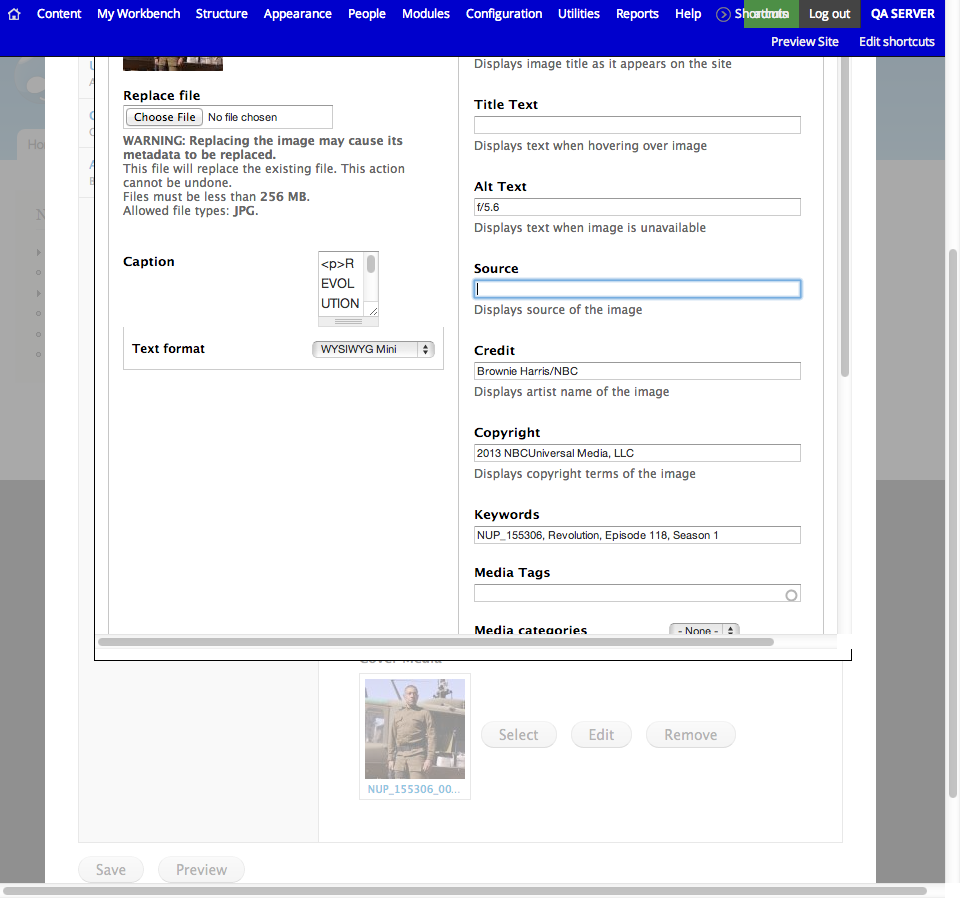 Content My Workbench Structure Appearance People Modules Configuration Utilities Reports Help Shortcuts Log out QA SERVER
Preview Site Edit shortcuts
Displays image title as it appears on the site
Replace file
Choose File No file chosen
WARNING: Replacing the image may cause its
metadata to be replaced.
This file will replace the existing file. This action
cannot be undone.
Files must be less than 256 MB.
Allowed file types: JPG.
Caption
<p>R
EVOL
UTION
Text format WYSIWYG Mini
Title Text
Displays text when hovering over image
Alt Text
f/5.6
Displays text when image is unavailable
Source
Displays source of the image
Credit
Brownie Harris/NBC
Displays artist name of the image
Copyright
2013 NBCUniversal Media, LLC
Displays copyright terms of the image
Keywords
NUP_155306, Revolution, Episode 118, Season 1
Media Tags
Media categories - None -
Cover Media
Select Edit Remove
NUP_155306_00...
Save Preview